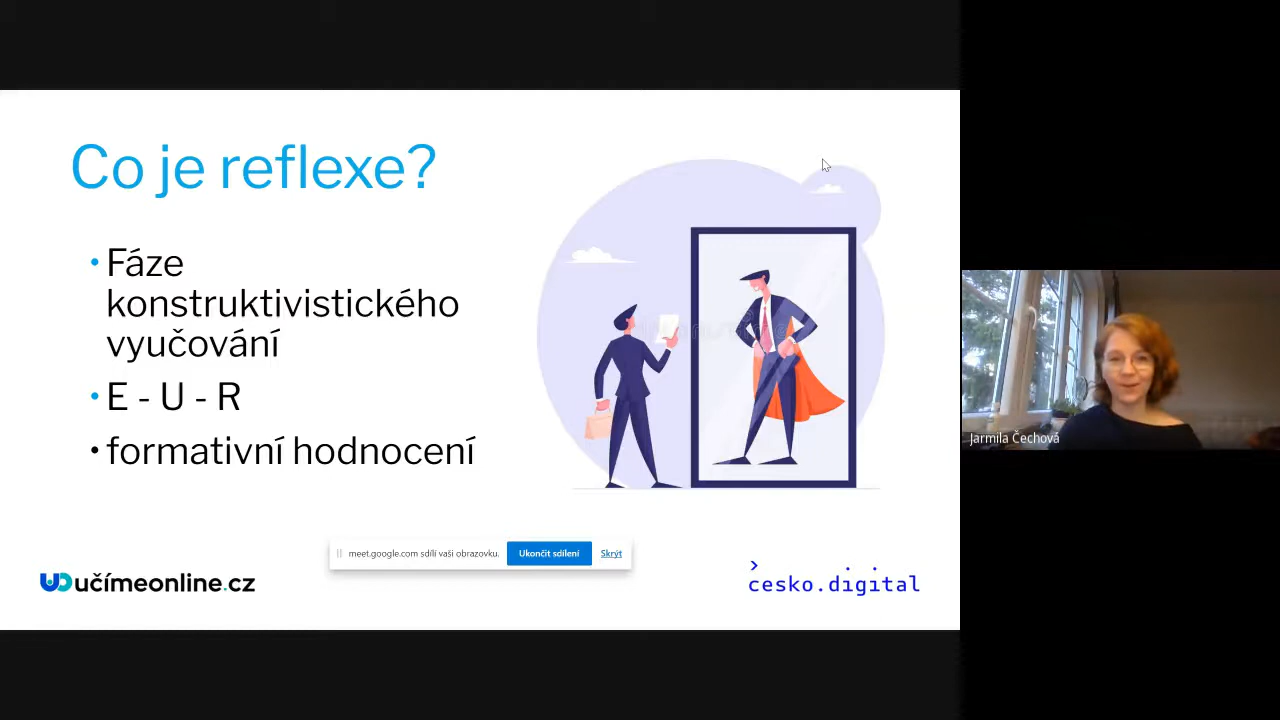 Co je reflexe?
• Fáze
konstruktivistického
vyučování
• E - U - R
• formativní hodnocení
meet.google.com sdílí vaši obrazovku.
Ukončit sdílení
Skrýt
učímeonline.cz
cesko.digital
Jarmila Čechová